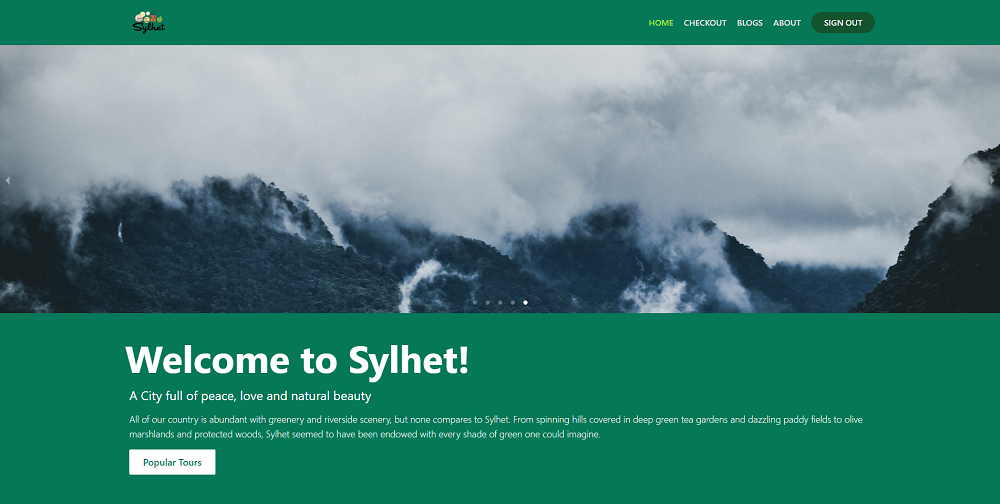 Sylhet
HOME CHECKOUT BLOGS ABOUT SIGN OUT
Welcome to Sylhet!
A City full of peace, love and natural beauty
All of our country is abundant with greenery and riverside scenery, but none compares to Sylhet. From spinning hills covered in deep green tea gardens and dazzling paddy fields to olive
marshlands and protected woods, Sylhet seemed to have been endowed with every shade of green one could imagine.
Popular Tours